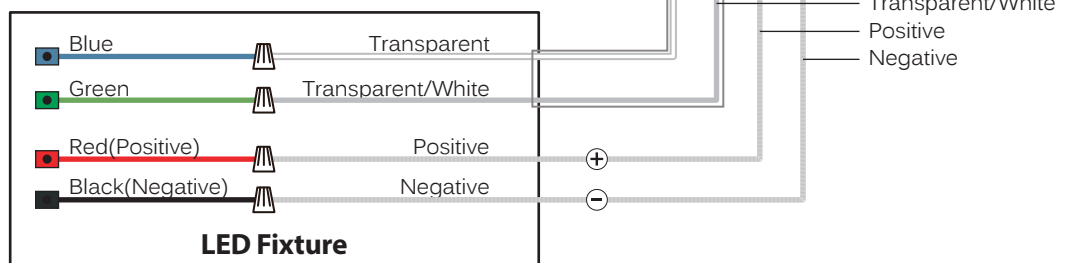 Transparent/White
Positive
Negative
Blue Transparent
Green Transparent/White
Red(Positive) Positive
Black(Negative) Negative
LED Fixture